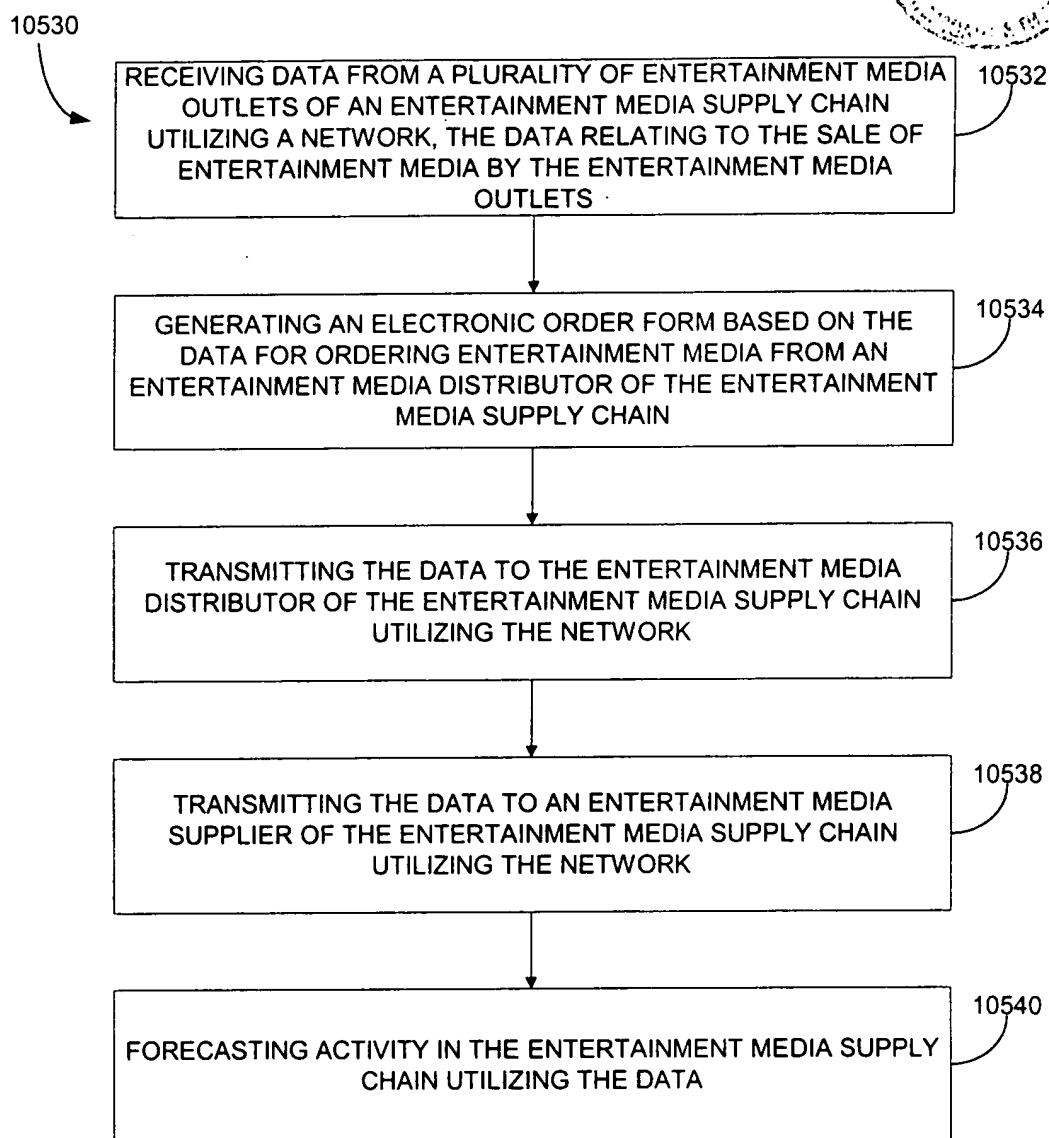 10530
RECEIVING DATA FROM A PLURALITY OF ENTERTAINMENT MEDIA
OUTLETS OF AN ENTERTAINMENT MEDIA SUPPLY CHAIN
UTILIZING A NETWORK, THE DATA RELATING TO THE SALE OF
ENTERTAINMENT MEDIA BY THE ENTERTAINMENT MEDIA
OUTLETS
10532
GENERATING AN ELECTRONIC ORDER FORM BASED ON THE
DATA FOR ORDERING ENTERTAINMENT MEDIA FROM AN
ENTERTAINMENT MEDIA DISTRIBUTOR OF THE ENTERTAINMENT
MEDIA SUPPLY CHAIN
10534
TRANSMITTING THE DATA TO THE ENTERTAINMENT MEDIA
DISTRIBUTOR OF THE ENTERTAINMENT MEDIA SUPPLY CHAIN
UTILIZING THE NETWORK
10536
TRANSMITTING THE DATA TO AN ENTERTAINMENT MEDIA
SUPPLIER OF THE ENTERTAINMENT MEDIA SUPPLY CHAIN
UTILIZING THE NETWORK
10538
FORECASTING ACTIVITY IN THE ENTERTAINMENT MEDIA SUPPLY
CHAIN UTILIZING THE DATA
10540